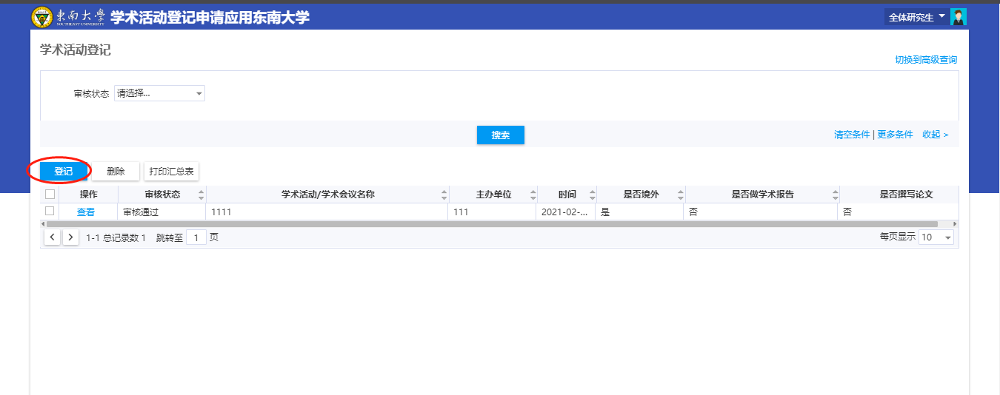 東南大學 学术活动登记申请应用东南大学 全体研究生
SOUTHEAST UNIVERSITY
学术活动登记
切换到高级查询
审核状态 请选择...
搜索 清空条件 | 更多条件 收起 >
登记 删除 打印汇总表
操作 审核状态 学术活动/学术会议名称 主办单位 时间 是否境外 是否做学术报告 是否撰写论文
查看 审核通过 1111 111 2021-02-... 是 否 否
1-1 总记录数 1 跳转至 1 页 每页显示 10